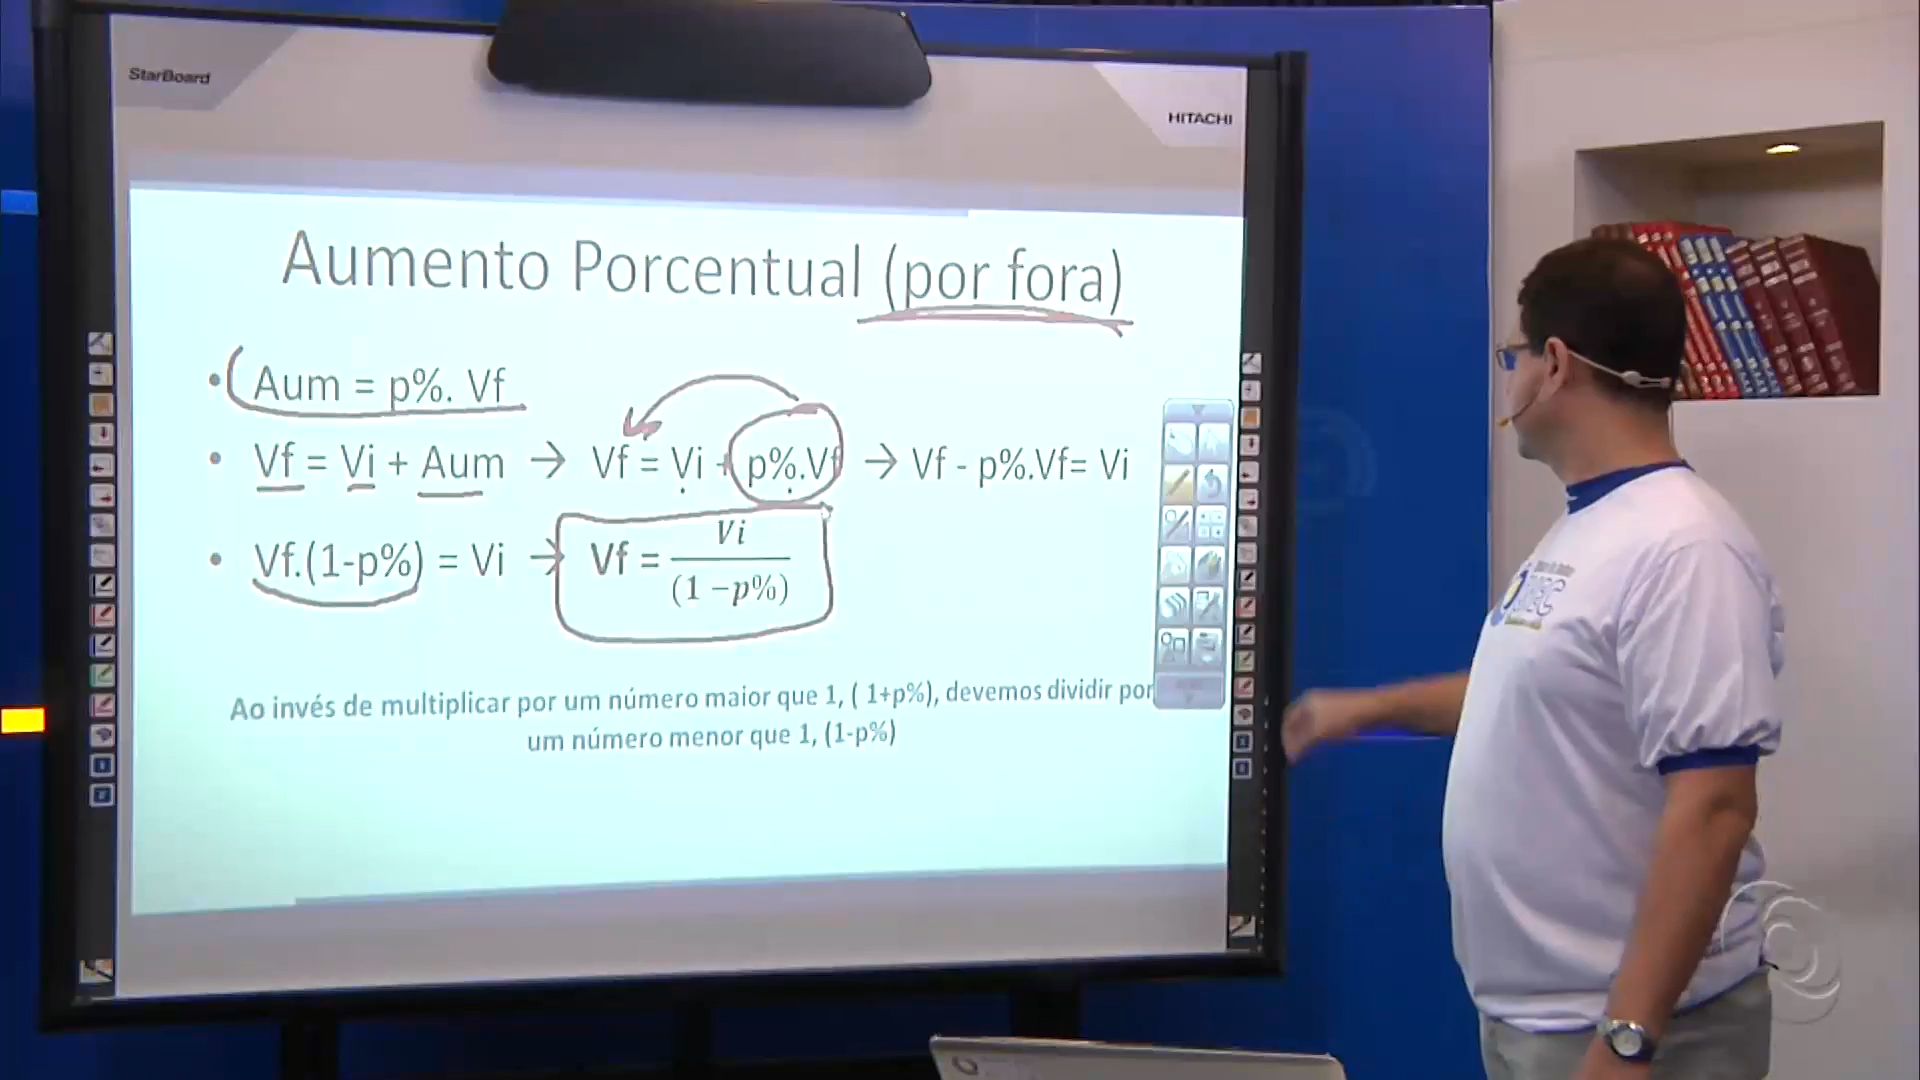 StarBoard
HITACHI
Aumento Porcentual (por fora)
• Aum = p%. Vf
• Vf = Vi + Aum → Vf = Vi + p%.Vf → Vf - p%.Vf= Vi
• Vf.(1-p%) = Vi → Vf = Vi / (1 –p%)
Ao invés de multiplicar por um número maior que 1, ( 1+p%), devemos dividir por
um número menor que 1, (1-p%)